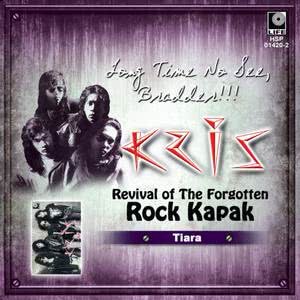 LIFE
HSP
01420-2
Long Time No See,
Bradder!!!
KRIS
Revival of The Forgotten
Rock Kapak
Tiara